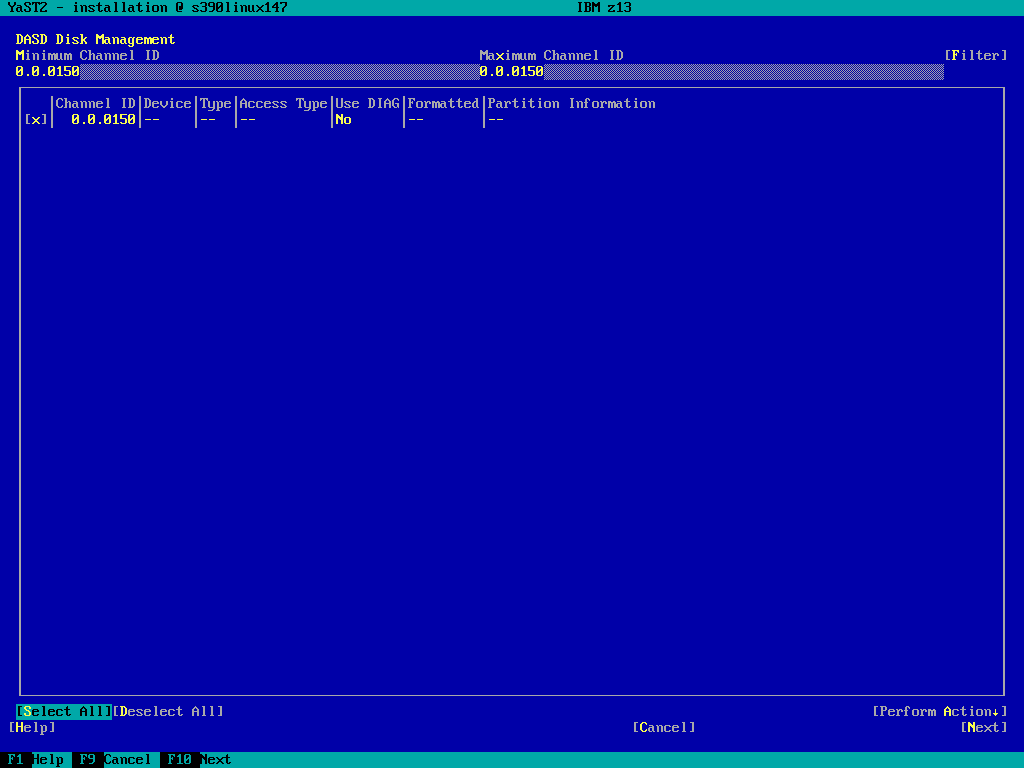 YaST2 - installation @ s390linux147 IBM z13
DASD Disk Management
Minimum Channel ID Maximum Channel ID [Filter]
0.0.0150 0.0.0150
Channel ID|Device|Type|Access Type|Use DIAG|Formatted|Partition Information
[x]| 0.0.0150|-- |-- |-- |No |-- |--
[Select All][Deselect All] [Perform Action↓]
[Help] [Cancel] [Next]
F1 Help F9 Cancel F10 Next